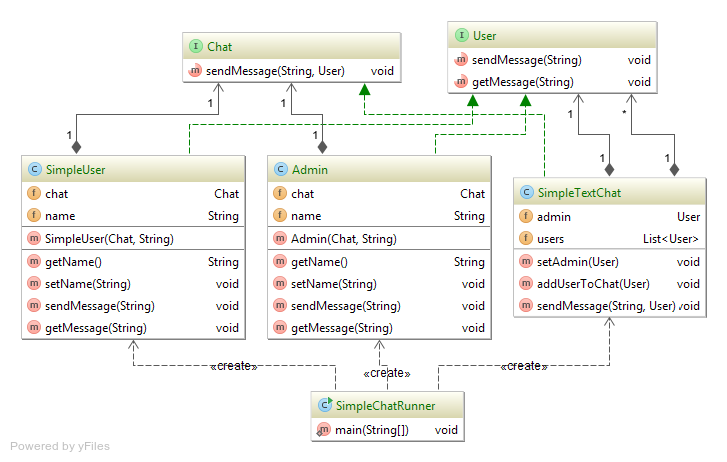 I Chat
m sendMessage(String, User) void
I User
m sendMessage(String) void
m getMessage(String) void
1 1 1 *
1 1 1 1
C SimpleUser
f chat Chat
f name String
m SimpleUser(Chat, String)
m getName() String
m setName(String) void
m sendMessage(String) void
m getMessage(String) void
C Admin
f chat Chat
f name String
m Admin(Chat, String)
m getName() String
m setName(String) void
m sendMessage(String) void
m getMessage(String) void
C SimpleTextChat
f admin User
f users List<User>
m setAdmin(User) void
m addUserToChat(User) void
m sendMessage(String, User) void
«create» «create» «create»
C SimpleChatRunner
m main(String[]) void
Powered by yFiles